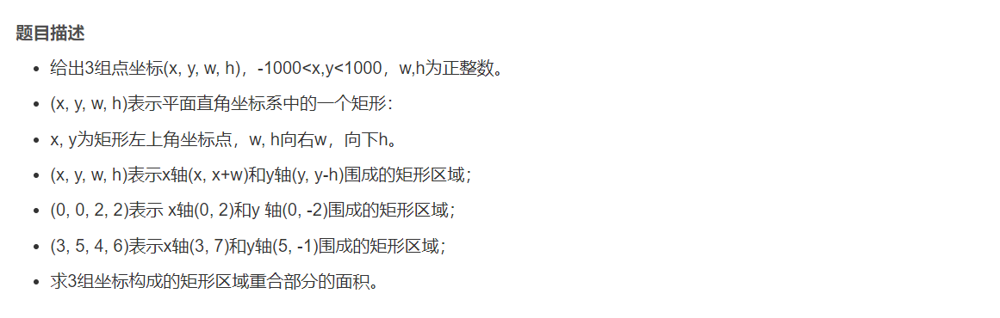 题目描述
• 给出3组点坐标(x, y, w, h)，-1000<x,y<1000，w,h为正整数。
• (x, y, w, h)表示平面直角坐标系中的一个矩形：
• x, y为矩形左上角坐标点，w, h向右w，向下h。
• (x, y, w, h)表示x轴(x, x+w)和y轴(y, y-h)围成的矩形区域；
• (0, 0, 2, 2)表示 x轴(0, 2)和y 轴(0, -2)围成的矩形区域；
• (3, 5, 4, 6)表示x轴(3, 7)和y轴(5, -1)围成的矩形区域；
• 求3组坐标构成的矩形区域重合部分的面积。